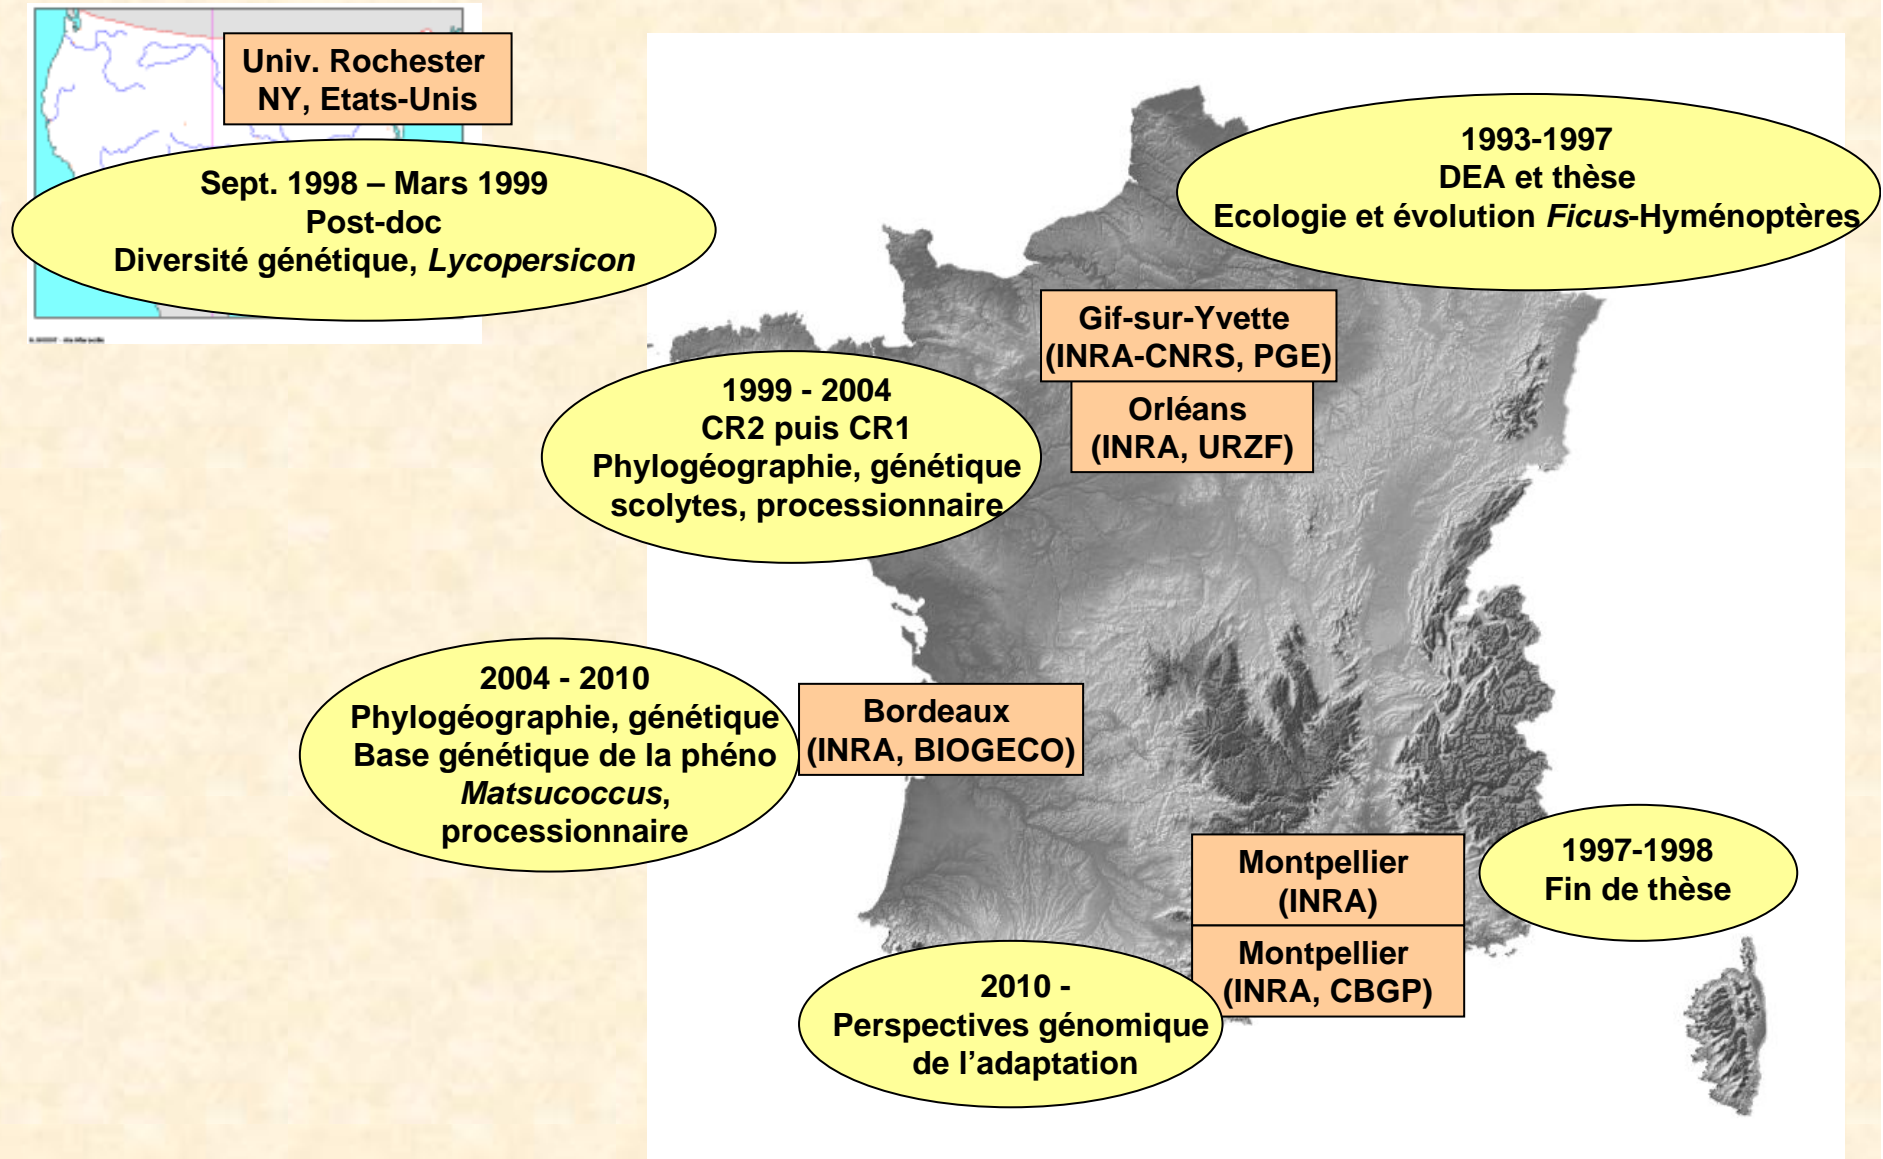 Univ. Rochester
NY, Etats-Unis
Sept. 1998 – Mars 1999
Post-doc
Diversité génétique, Lycopersicon
1993-1997
DEA et thèse
Ecologie et évolution Ficus-Hyménoptères
Gif-sur-Yvette
(INRA-CNRS, PGE)
Orléans
(INRA, URZF)
1999 - 2004
CR2 puis CR1
Phylogéographie, génétique
scolytes, processionnaire
2004 - 2010
Phylogéographie, génétique
Base génétique de la phéno
Matsucoccus,
processionnaire
Bordeaux
(INRA, BIOGECO)
Montpellier
(INRA)
1997-1998
Fin de thèse
Montpellier
(INRA, CBGP)
2010 -
Perspectives génomique
de l’adaptation